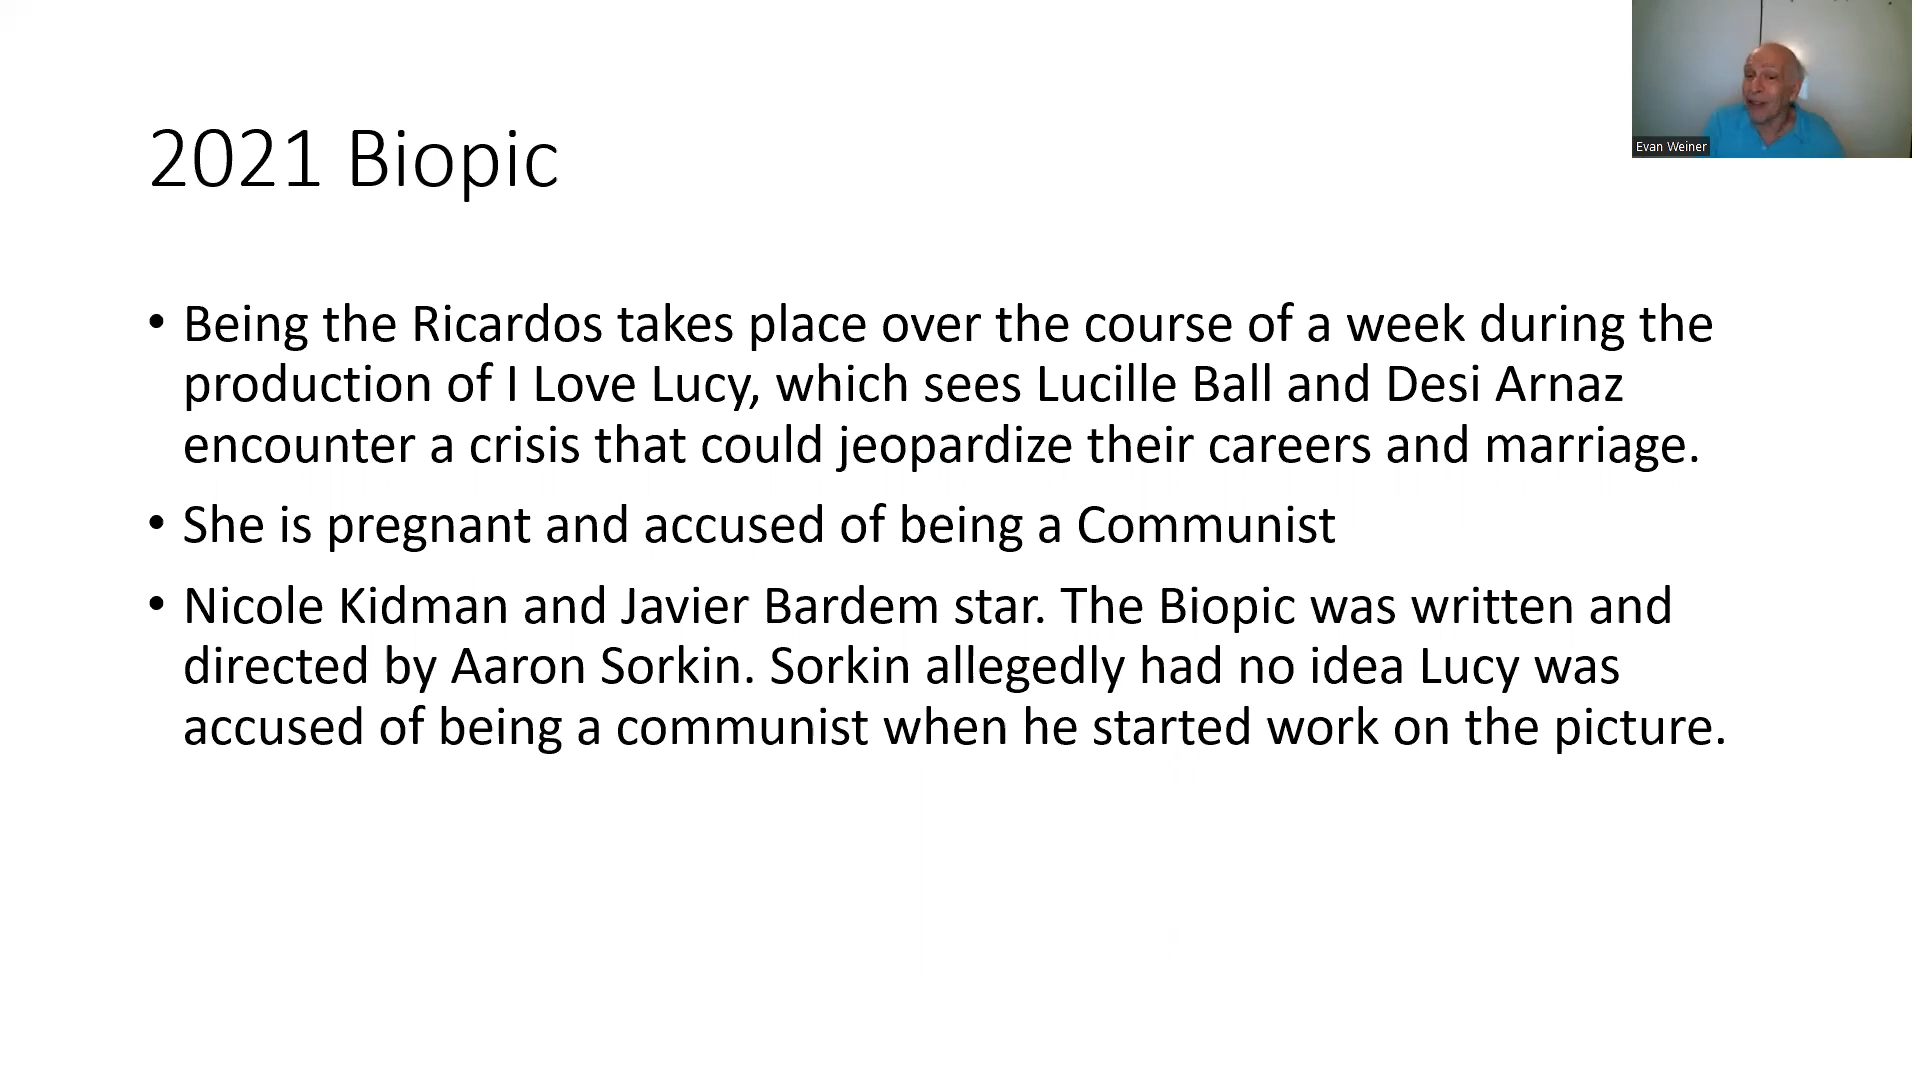 2021 Biopic
Evan Weiner
• Being the Ricardos takes place over the course of a week during the
production of I Love Lucy, which sees Lucille Ball and Desi Arnaz
encounter a crisis that could jeopardize their careers and marriage.
• She is pregnant and accused of being a Communist
• Nicole Kidman and Javier Bardem star. The Biopic was written and
directed by Aaron Sorkin. Sorkin allegedly had no idea Lucy was
accused of being a communist when he started work on the picture.